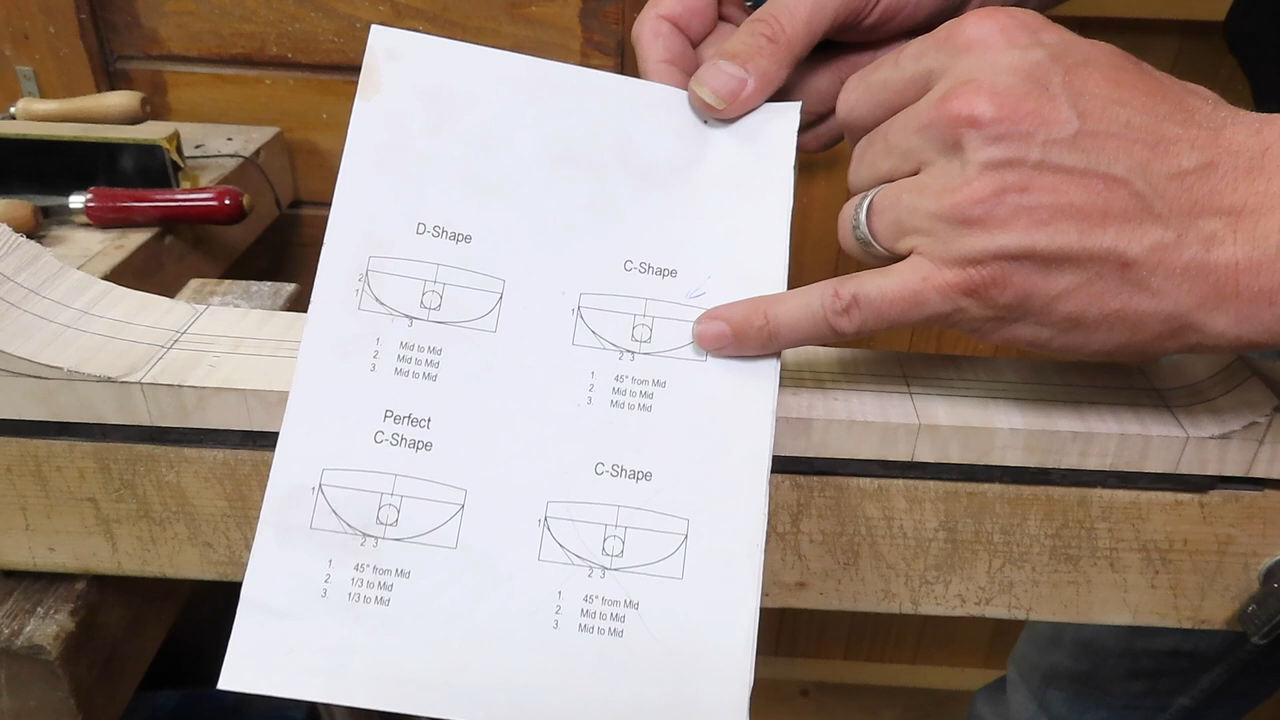 D-Shape
2
1
3
1. Mid to Mid
2. Mid to Mid
3. Mid to Mid
C-Shape
1
2 3
1. 45° from Mid
2. Mid to Mid
3. Mid to Mid
Perfect
C-Shape
1
2 3
1. 45° from Mid
2. 1/3 to Mid
3. 1/3 to Mid
C-Shape
1
2 3
1. 45° from Mid
2. Mid to Mid
3. Mid to Mid